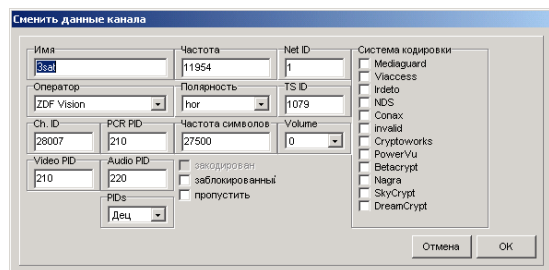 Сменить данные канала
Имя
3sat
Частота
11954
Net ID
1
Оператор
ZDF Vision
Полярность
hor
TS ID
1079
Ch. ID
28007
PCR PID
210
Частота символов
27500
Volume
0
Video PID
210
Audio PID
220
закодирован
заблокированный
пропустить
PIDs
Дец
Система кодировки
Mediaguard
Viaccess
Irdeto
NDS
Conax
invalid
Cryptoworks
PowerVu
Betacrypt
Nagra
SkyCrypt
DreamCrypt
Отмена
OK